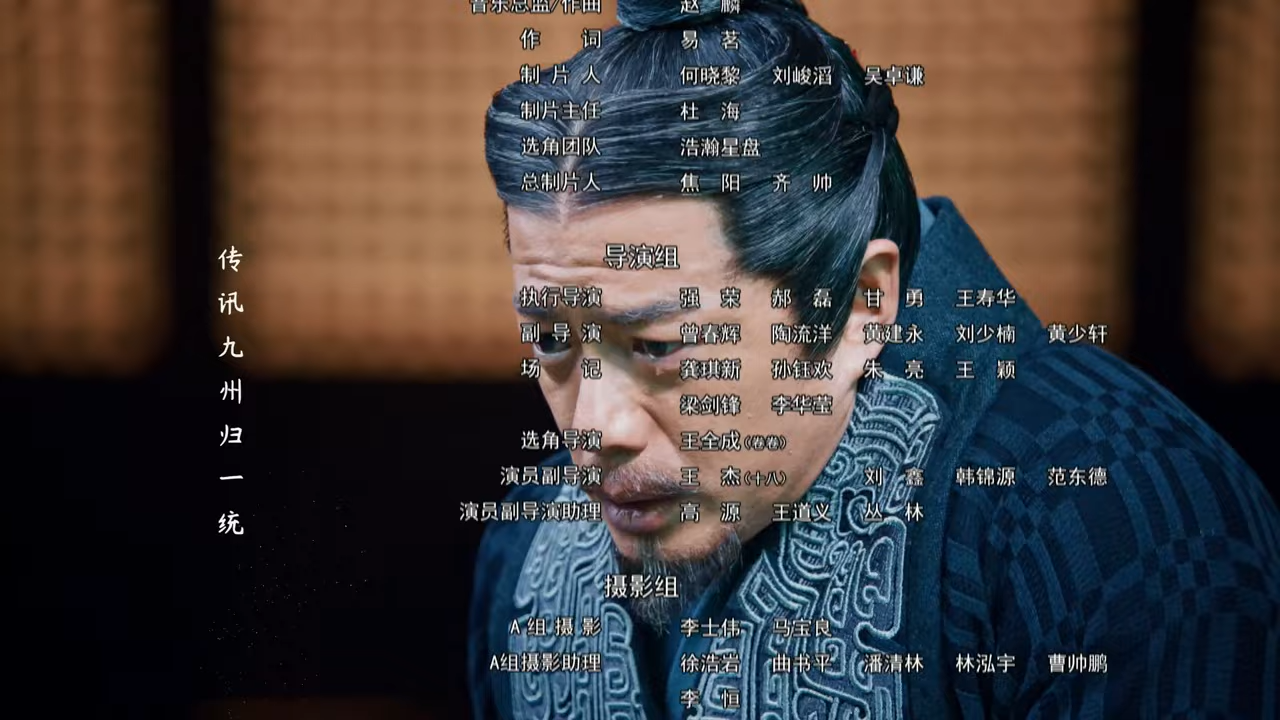 音乐总监/作曲 赵麟
作词 易茗
制片人 何晓黎 刘峻滔 吴卓谦
制片主任 杜海
选角团队 浩瀚星盘
总制片人 焦阳 齐帅
导演组
执行导演 强荣 郝磊 甘勇 王寿华
副导演 曾春辉 陶流洋 黄建永 刘少楠 黄少轩
场记 龚琪新 孙钰欢 朱亮 王颖
梁剑锋 李华莹
选角导演 王全成(卷卷)
演员副导演 王杰(十八) 刘鑫 韩锦源 范东德
演员副导演助理 高源 王道义 丛林
摄影组
A组摄影 李士伟 马宝良
A组摄影助理 徐浩岩 曲书平 潘清林 林泓宇 曹帅鹏
李恒
传讯九州归一统